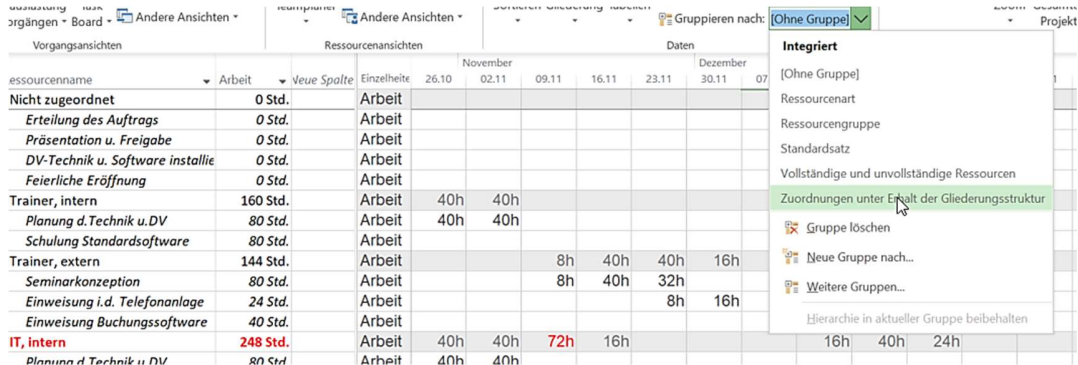 Vorgängen
Board
Andere Ansichten
Andere Ansichten
Gruppieren nach: [Ohne Gruppe]
Projekt
Vorgangsansichten
Ressourcenansichten
Daten
Integriert
[Ohne Gruppe]
Ressourcenart
Ressourcengruppe
Standardsatz
Vollständige und unvollständige Ressourcen
Zuordnungen unter Erhalt der Gliederungsstruktur
Gruppe löschen
Neue Gruppe nach...
Weitere Gruppen...
Hierarchie in aktueller Gruppe beibehalten
November Dezember
essourcenname Arbeit Neue Spalte Einzelheite 26.10 02.11 09.11 16.11 23.11 30.11 07
Nicht zugeordnet 0 Std. Arbeit
Erteilung des Auftrags 0 Std. Arbeit
Präsentation u. Freigabe 0 Std. Arbeit
DV-Technik u. Software installie 0 Std. Arbeit
Feierliche Eröffnung 0 Std. Arbeit
Trainer, intern 160 Std. Arbeit 40h 40h
Planung d.Technik u.DV 80 Std. Arbeit 40h 40h
Schulung Standardsoftware 80 Std. Arbeit
Trainer, extern 144 Std. Arbeit 8h 40h 40h 16h
Seminarkonzeption 80 Std. Arbeit 8h 40h 32h
Einweisung i.d. Telefonanlage 24 Std. Arbeit 8h 16h
Einweisung Buchungssoftware 40 Std. Arbeit
IT, intern 248 Std. Arbeit 40h 40h 72h 16h 16h 40h 24h
Planung d.Technik u.DV 80 Std. Arbeit 40h 40h